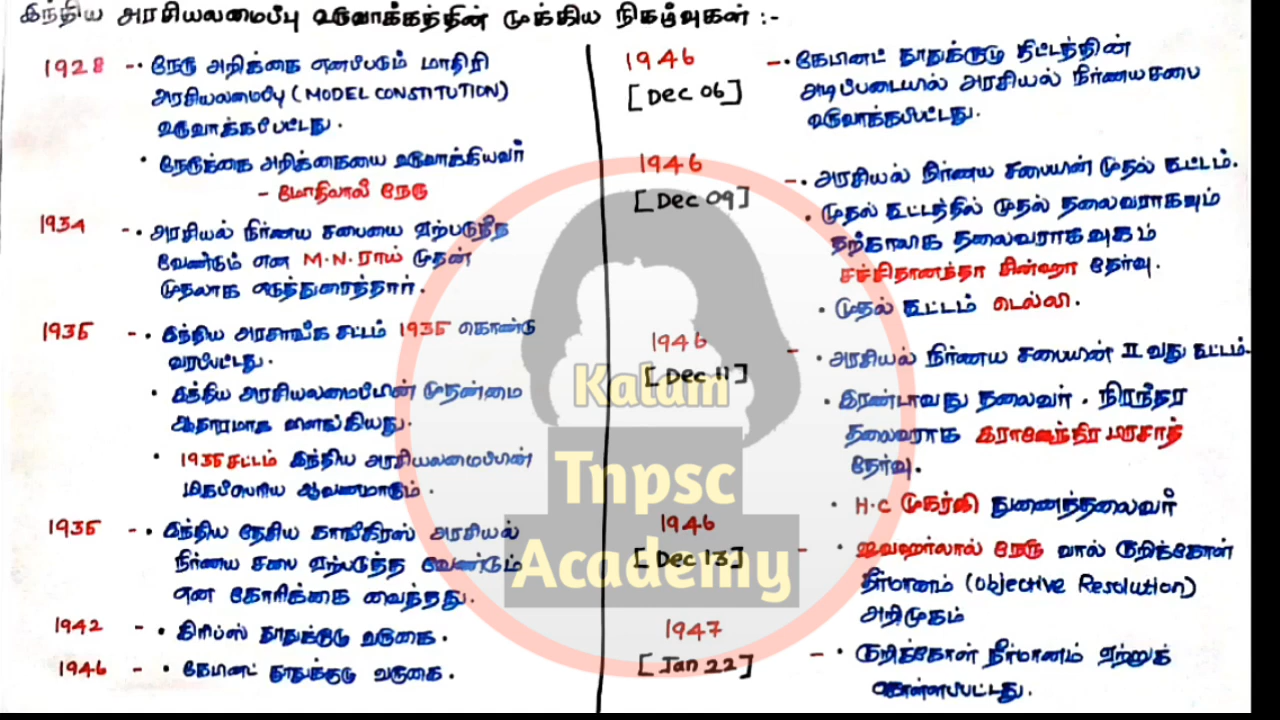 இந்திய அரசியலமைப்பு உருவாக்கத்தின் முக்கிய நிகழ்வுகள் :-
1928 - • நேரு அறிக்கை எனப்படும் மாதிரி
அரசியலமைப்பு (MODEL CONSTITUTION)
உருவாக்கப்பட்டது.
• நேருக்கை அறிக்கையை உருவாக்கியவர்
- மோதிலால் நேரு
1934 - • அரசியல் நிர்ணய சபையை ஏற்படுத்த
வேண்டும் என M.N. ராய் முதன்
முதலாக எடுத்துரைத்தார்.
1935 - • இந்திய அரசாங்க சட்டம் 1935 கொண்டு
வரப்பட்டது.
• இந்திய அரசியலமைப்பின் முதன்மை
ஆதாரமாக விளங்கியது.
• 1935 சட்டம் இந்திய அரசியலமைப்பின்
மிகப்பெரிய ஆவணமாகும்.
1935 - • இந்திய தேசிய காங்கிரஸ் அரசியல்
நிர்ணய சபை ஏற்படுத்த வேண்டும்
என கோரிக்கை வைத்தது.
1942 - • கிரிப்ஸ் தூதுக்குழு வருகை.
1946 - • கேபினட் தூதுக்குழு வருகை.
1946 [Dec 06] - • கேபினட் தூதுக்குழு திட்டத்தின்
அடிப்படையில் அரசியல் நிர்ணயசபை
உருவாக்கப்பட்டது.
1946 [Dec 09] - • அரசியல் நிர்ணய சபையின் முதல் கூட்டம்.
• முதல் கூட்டத்தில் முதல் தலைவராகவும்
தற்காலிக தலைவராகவும்
சச்சிதானந்தா சின்ஹா தேர்வு.
• முதல் கூட்டம் டெல்லி.
1946 [Dec 11] - • அரசியல் நிர்ணய சபையின் II வது கூட்டம்.
• இரண்டாவது தலைவர். நிரந்தர
தலைவராக இராஜேந்திர பிரசாத்
தேர்வு.
• H.C முகர்ஜி துணைத்தலைவர்
1946 [Dec 13] - • ஜவஹர்லால் நேரு வால் குறிக்கோள்
தீர்மானம் (Objective Resolution)
அறிமுகம்
1947 [Jan 22] - • குறிக்கோள் தீர்மானம் ஏற்றுக்
கொள்ளப்பட்டது.
Kalam
Tnpsc
Academy